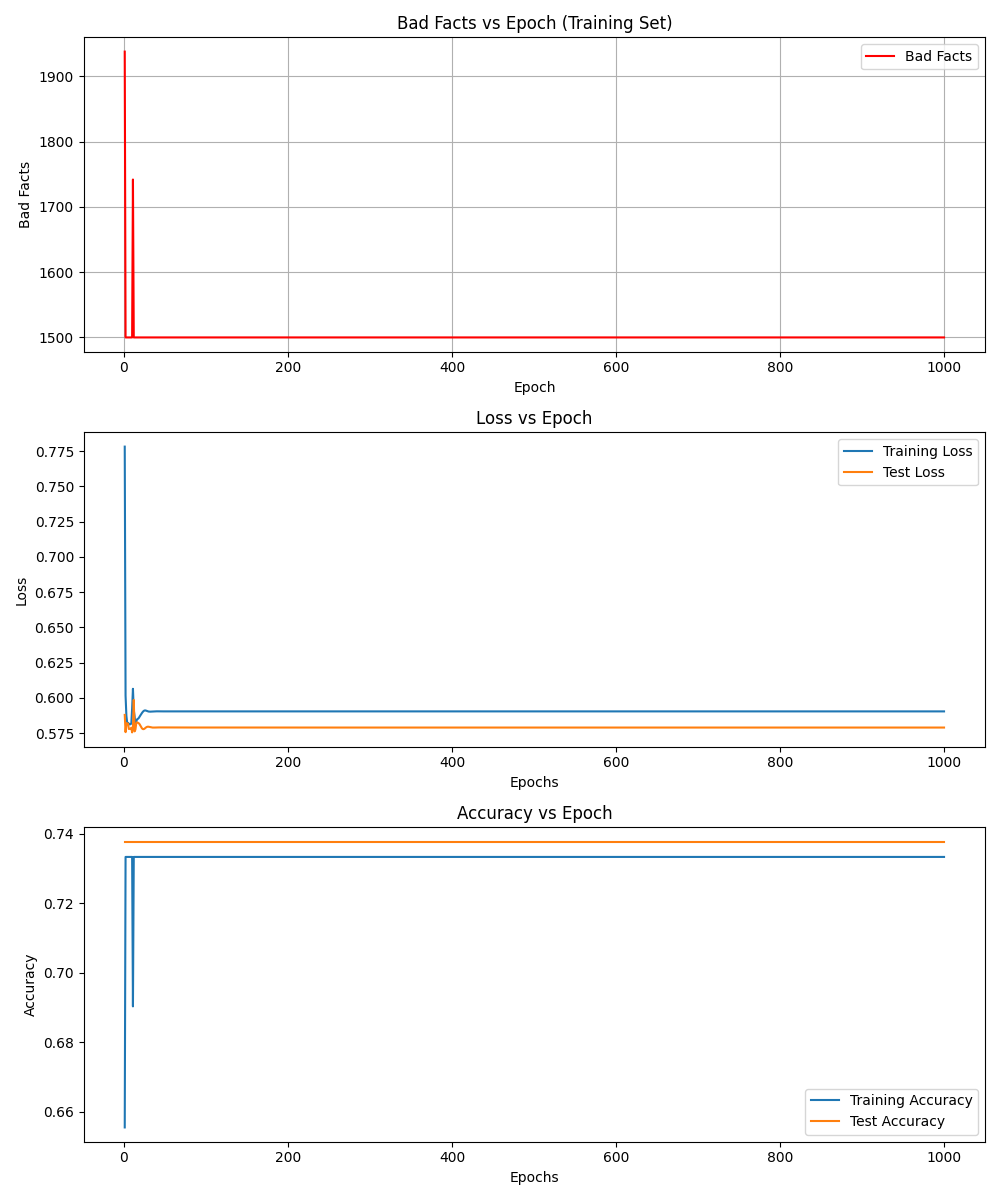 Bad Facts vs Epoch (Training Set)
Bad Facts
1900
1800
1700
1600
1500
Bad Facts
0 200 400 600 800 1000
Epoch
Loss vs Epoch
Training Loss
Test Loss
0.775
0.750
0.725
0.700
0.675
0.650
0.625
0.600
0.575
Loss
0 200 400 600 800 1000
Epochs
Accuracy vs Epoch
0.74
0.72
0.70
0.68
0.66
Accuracy
Training Accuracy
Test Accuracy
0 200 400 600 800 1000
Epochs